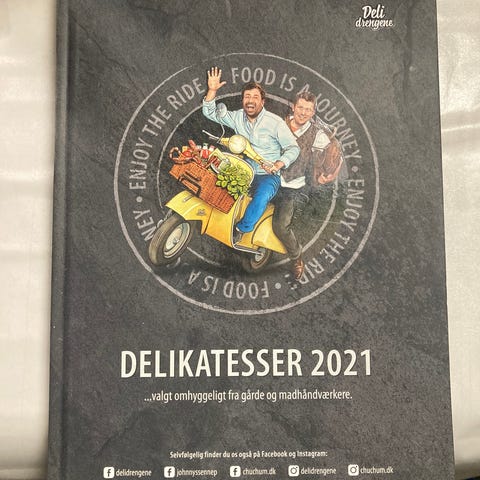 Deli
drengene
ENJOY THE RIDE • FOOD IS A JOURNEY • ENJOY THE RIDE • FOOD IS A NEY •
DELIKATESSER 2021
...valgt omhyggeligt fra gårde og madhåndværkere.
Selvfølgelig finder du os også på Facebook og Instagram:
delidrengene johnnyssennep chuchum.dk delidrengene chuchum.dk